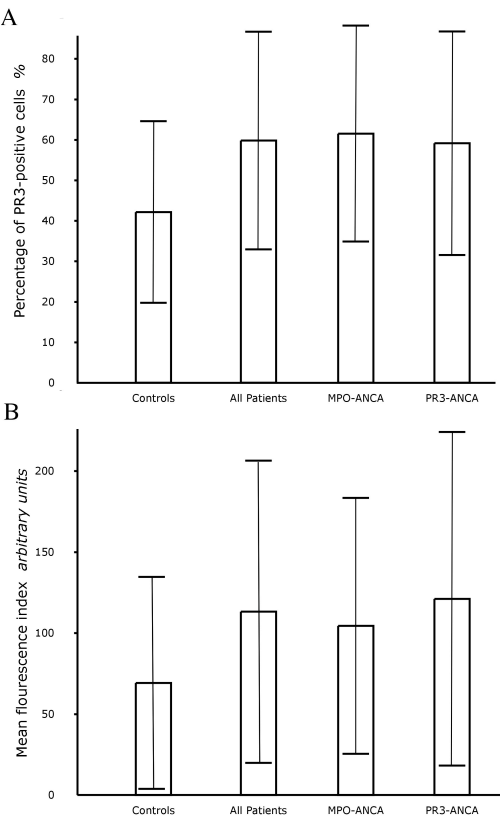 A
Percentage of PR3-positive cells %
80
70
60
50
40
30
20
10
0
Controls
All Patients
MPO-ANCA
PR3-ANCA
B
Mean flourescence index arbitrary units
200
150
100
50
0
Controls
All Patients
MPO-ANCA
PR3-ANCA